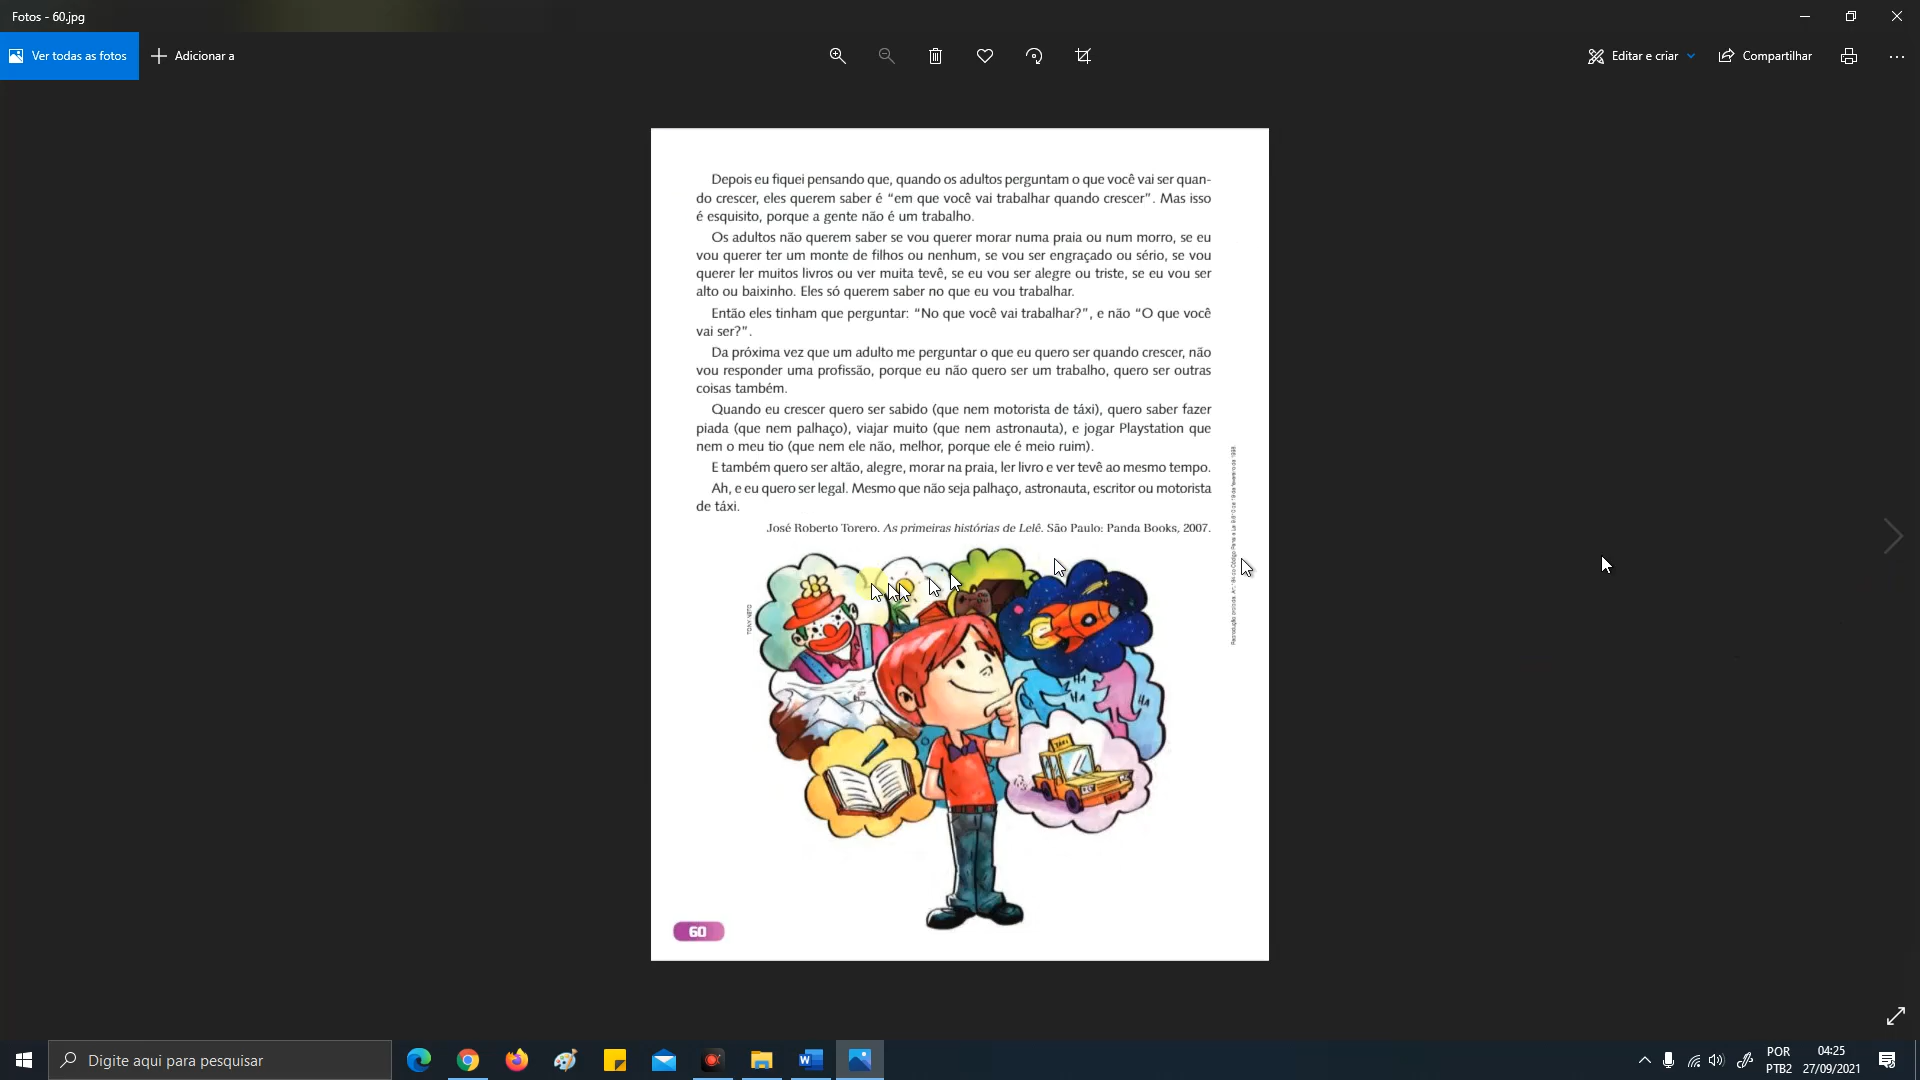 Fotos - 60.jpg
Ver todas as fotos
Adicionar a
Editar e criar
Compartilhar
Depois eu fiquei pensando que, quando os adultos perguntam o que você vai ser quan-
do crescer, eles querem saber é “em que você vai trabalhar quando crescer”. Mas isso
é esquisito, porque a gente não é um trabalho.
Os adultos não querem saber se vou querer morar numa praia ou num morro, se eu
vou querer ter um monte de filhos ou nenhum, se vou ser engraçado ou sério, se vou
querer ler muitos livros ou ver muita tevê, se eu vou ser alegre ou triste, se eu vou ser
alto ou baixinho. Eles só querem saber no que eu vou trabalhar.
Então eles tinham que perguntar: “No que você vai trabalhar?”, e não “O que você
vai ser?”.
Da próxima vez que um adulto me perguntar o que eu quero ser quando crescer, não
vou responder uma profissão, porque eu não quero ser um trabalho, quero ser outras
coisas também.
Quando eu crescer quero ser sabido (que nem motorista de táxi), quero saber fazer
piada (que nem palhaço), viajar muito (que nem astronauta), e jogar Playstation que
nem o meu tio (que nem ele não, melhor, porque ele é meio ruim).
E também quero ser altão, alegre, morar na praia, ler livro e ver tevê ao mesmo tempo.
Ah, e eu quero ser legal. Mesmo que não seja palhaço, astronauta, escritor ou motorista
de táxi.
José Roberto Torero. As primeiras histórias de Lelê. São Paulo: Panda Books, 2007.
TONY NETO
HA
HA
HA
TÁXI
60
Digite aqui para pesquisar
POR
PTB2
04:25
27/09/2021